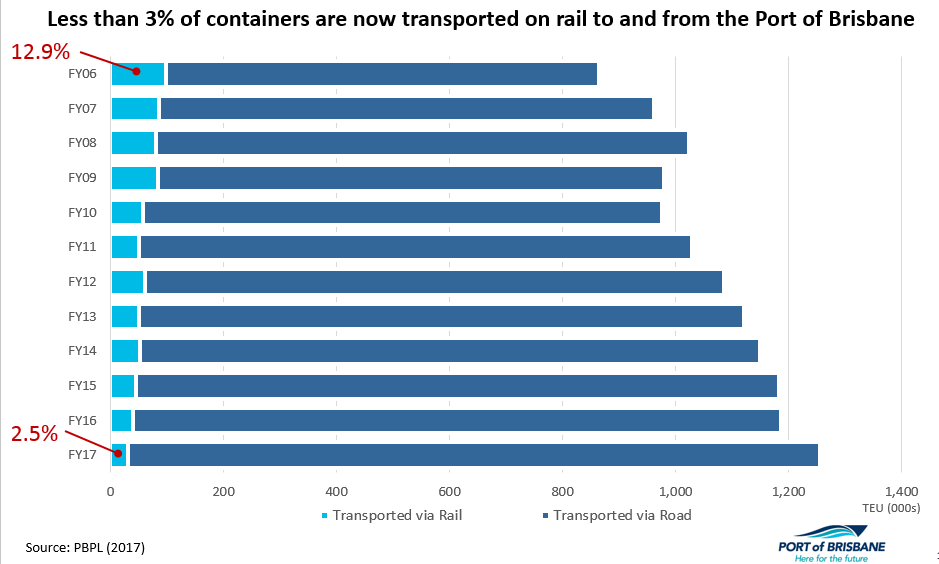 Less than 3% of containers are now transported on rail to and from the Port of Brisbane
12.9%
FY06
FY07
FY08
FY09
FY10
FY11
FY12
FY13
FY14
FY15
FY16
2.5%
FY17
0 200 400 600 800 1,000 1,200 1,400
TEU (000s)
Transported via Rail Transported via Road
Source: PBPL (2017)
PORT of BRISBANE
Here for the future